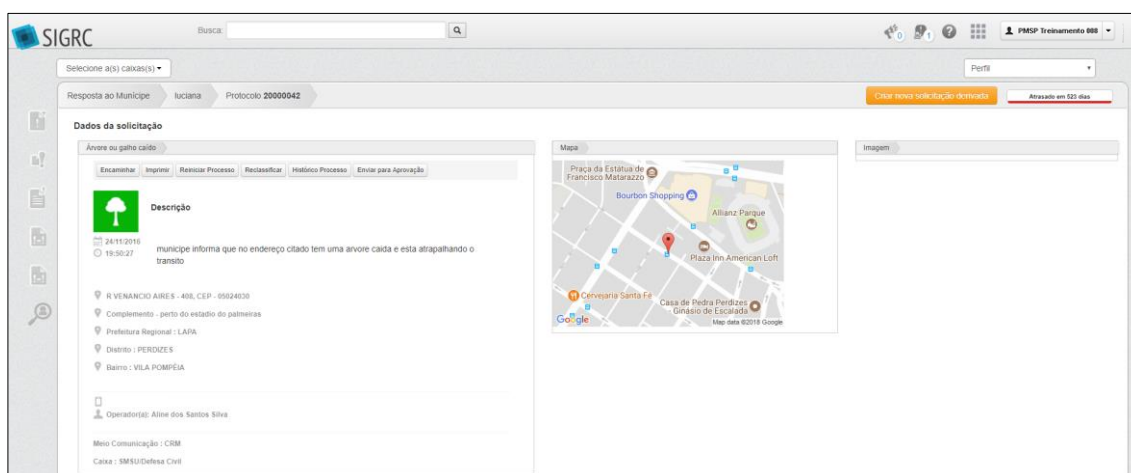 SIGRC
Busca:
0
1
?
PMSP Treinamento 008
Selecione a(s) caixas(s)
Perfil
Resposta ao Munícipe
luciana
Protocolo 20000042
Criar nova solicitação derivada
Atrasado em 523 dias
Dados da solicitação
Árvore ou galho caído
Encaminhar
Imprimir
Reiniciar Processo
Reclassificar
Histórico Processo
Enviar para Aprovação
Descrição
24/11/2016
19:50:27
municipe informa que no endereço citado tem uma arvore caida e esta atrapalhando o
transito
R VENANCIO AIRES - 408, CEP - 05024030
Complemento - perto do estadio do palmeiras
Prefeitura Regional : LAPA
Distrito : PERDIZES
Bairro : VILA POMPÉIA
Operador(a): Aline dos Santos Silva
Meio Comunicação : CRM
Caixa : SMSU/Defesa Civil
Mapa
Praça da Estátua de
Francisco Matarazzo
Bourbon Shopping
Allianz Parque
Plaza Inn American Loft
Cervejaria Santa Fé
Casa de Pedra Perdizes
- Ginásio de Escalada
Google
Map data ©2018 Google
Imagem